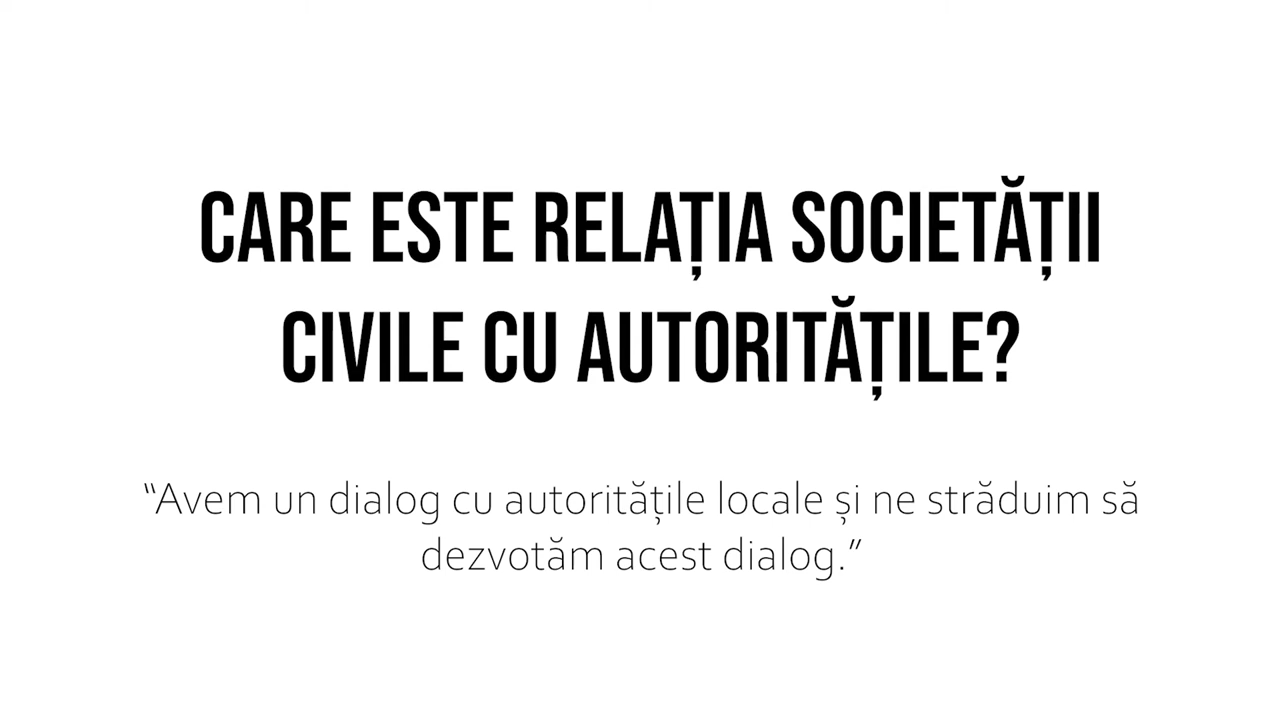 CARE ESTE RELAȚIA SOCIETĂȚII
CIVILE CU AUTORITĂȚILE?
“Avem un dialog cu autoritățile locale și ne străduim să
dezvotăm acest dialog.”